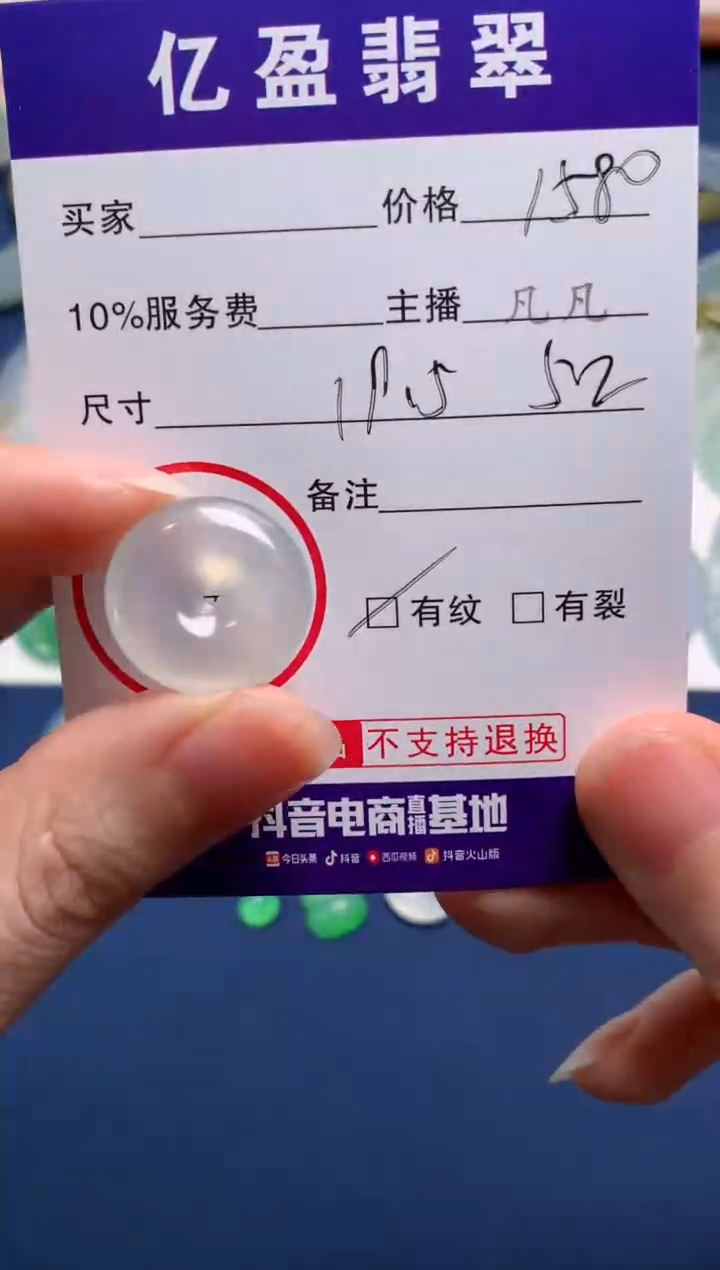 亿盈翡翠
买家 价格 1580
10%服务费 主播 凡凡
尺寸
备注
有纹 有裂
不支持退换
抖音电商直播基地
今日头条 抖音 西瓜视频 抖音火山版